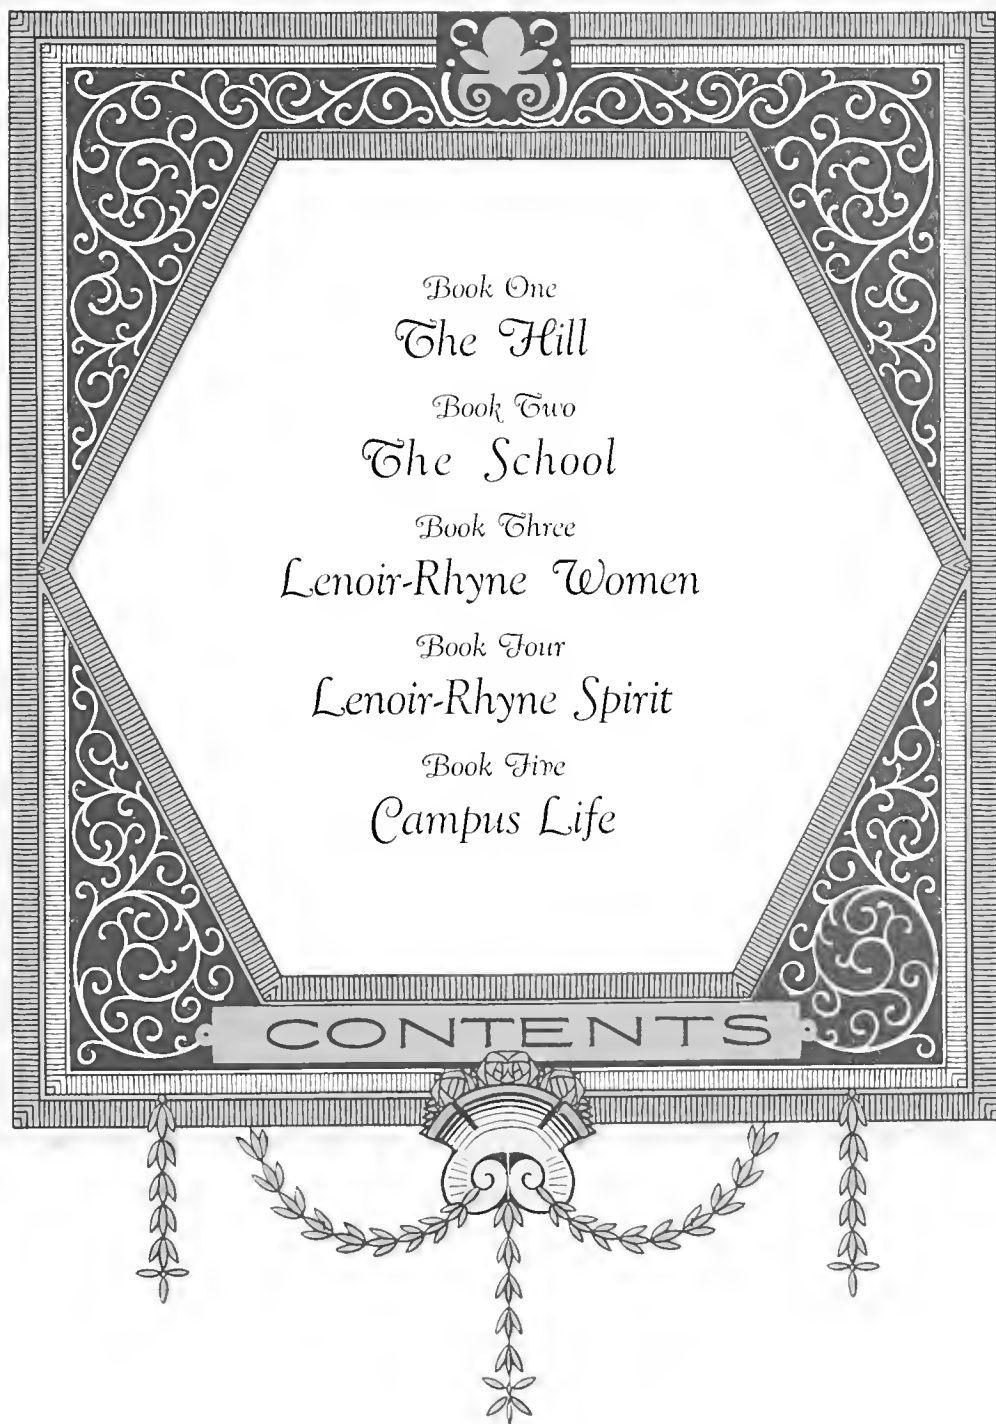 Book One
The Hill
Book Two
The School
Book Three
Lenoir-Rhyne Women
Book Four
Lenoir-Rhyne Spirit
Book Five
Campus Life
CONTENTS